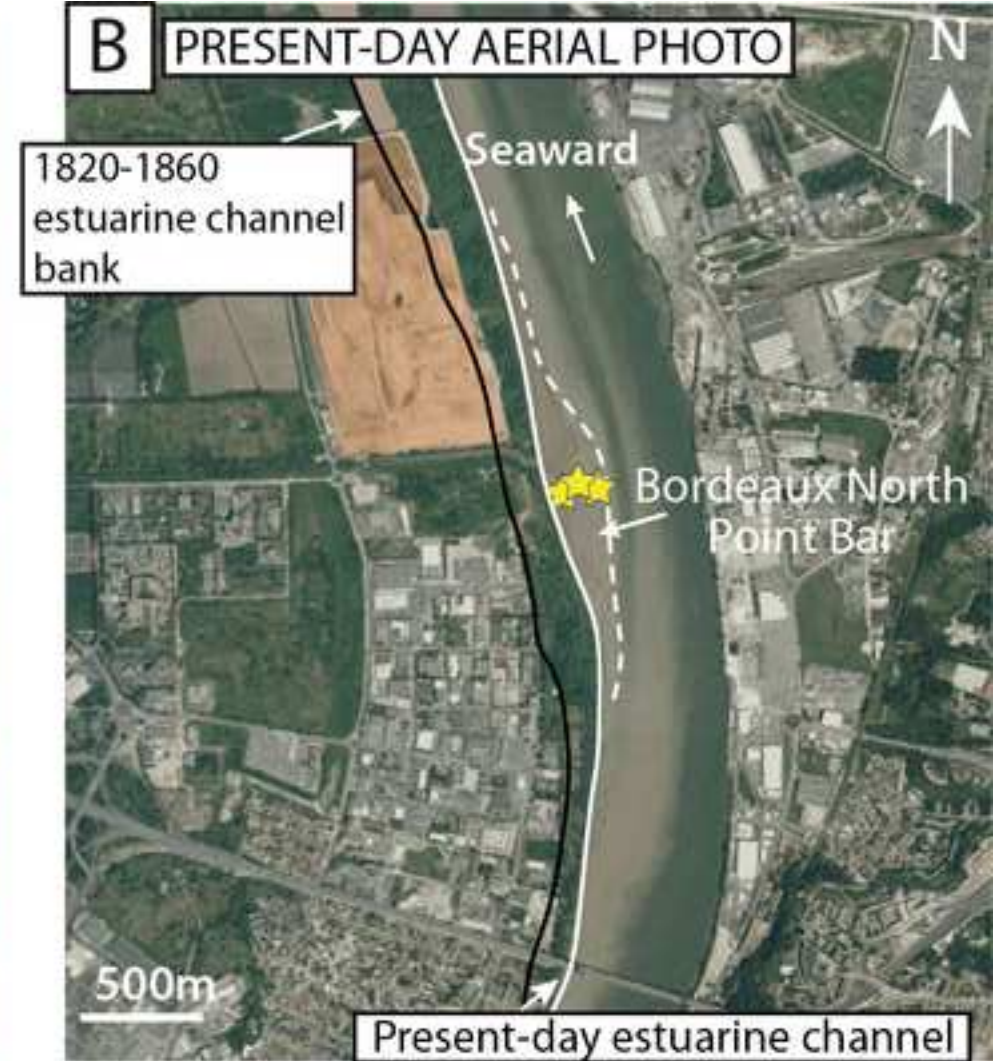 B
PRESENT-DAY AERIAL PHOTO
N
1820-1860
estuarine channel
bank
Seaward
Bordeaux North
Point Bar
500m
Present-day estuarine channel